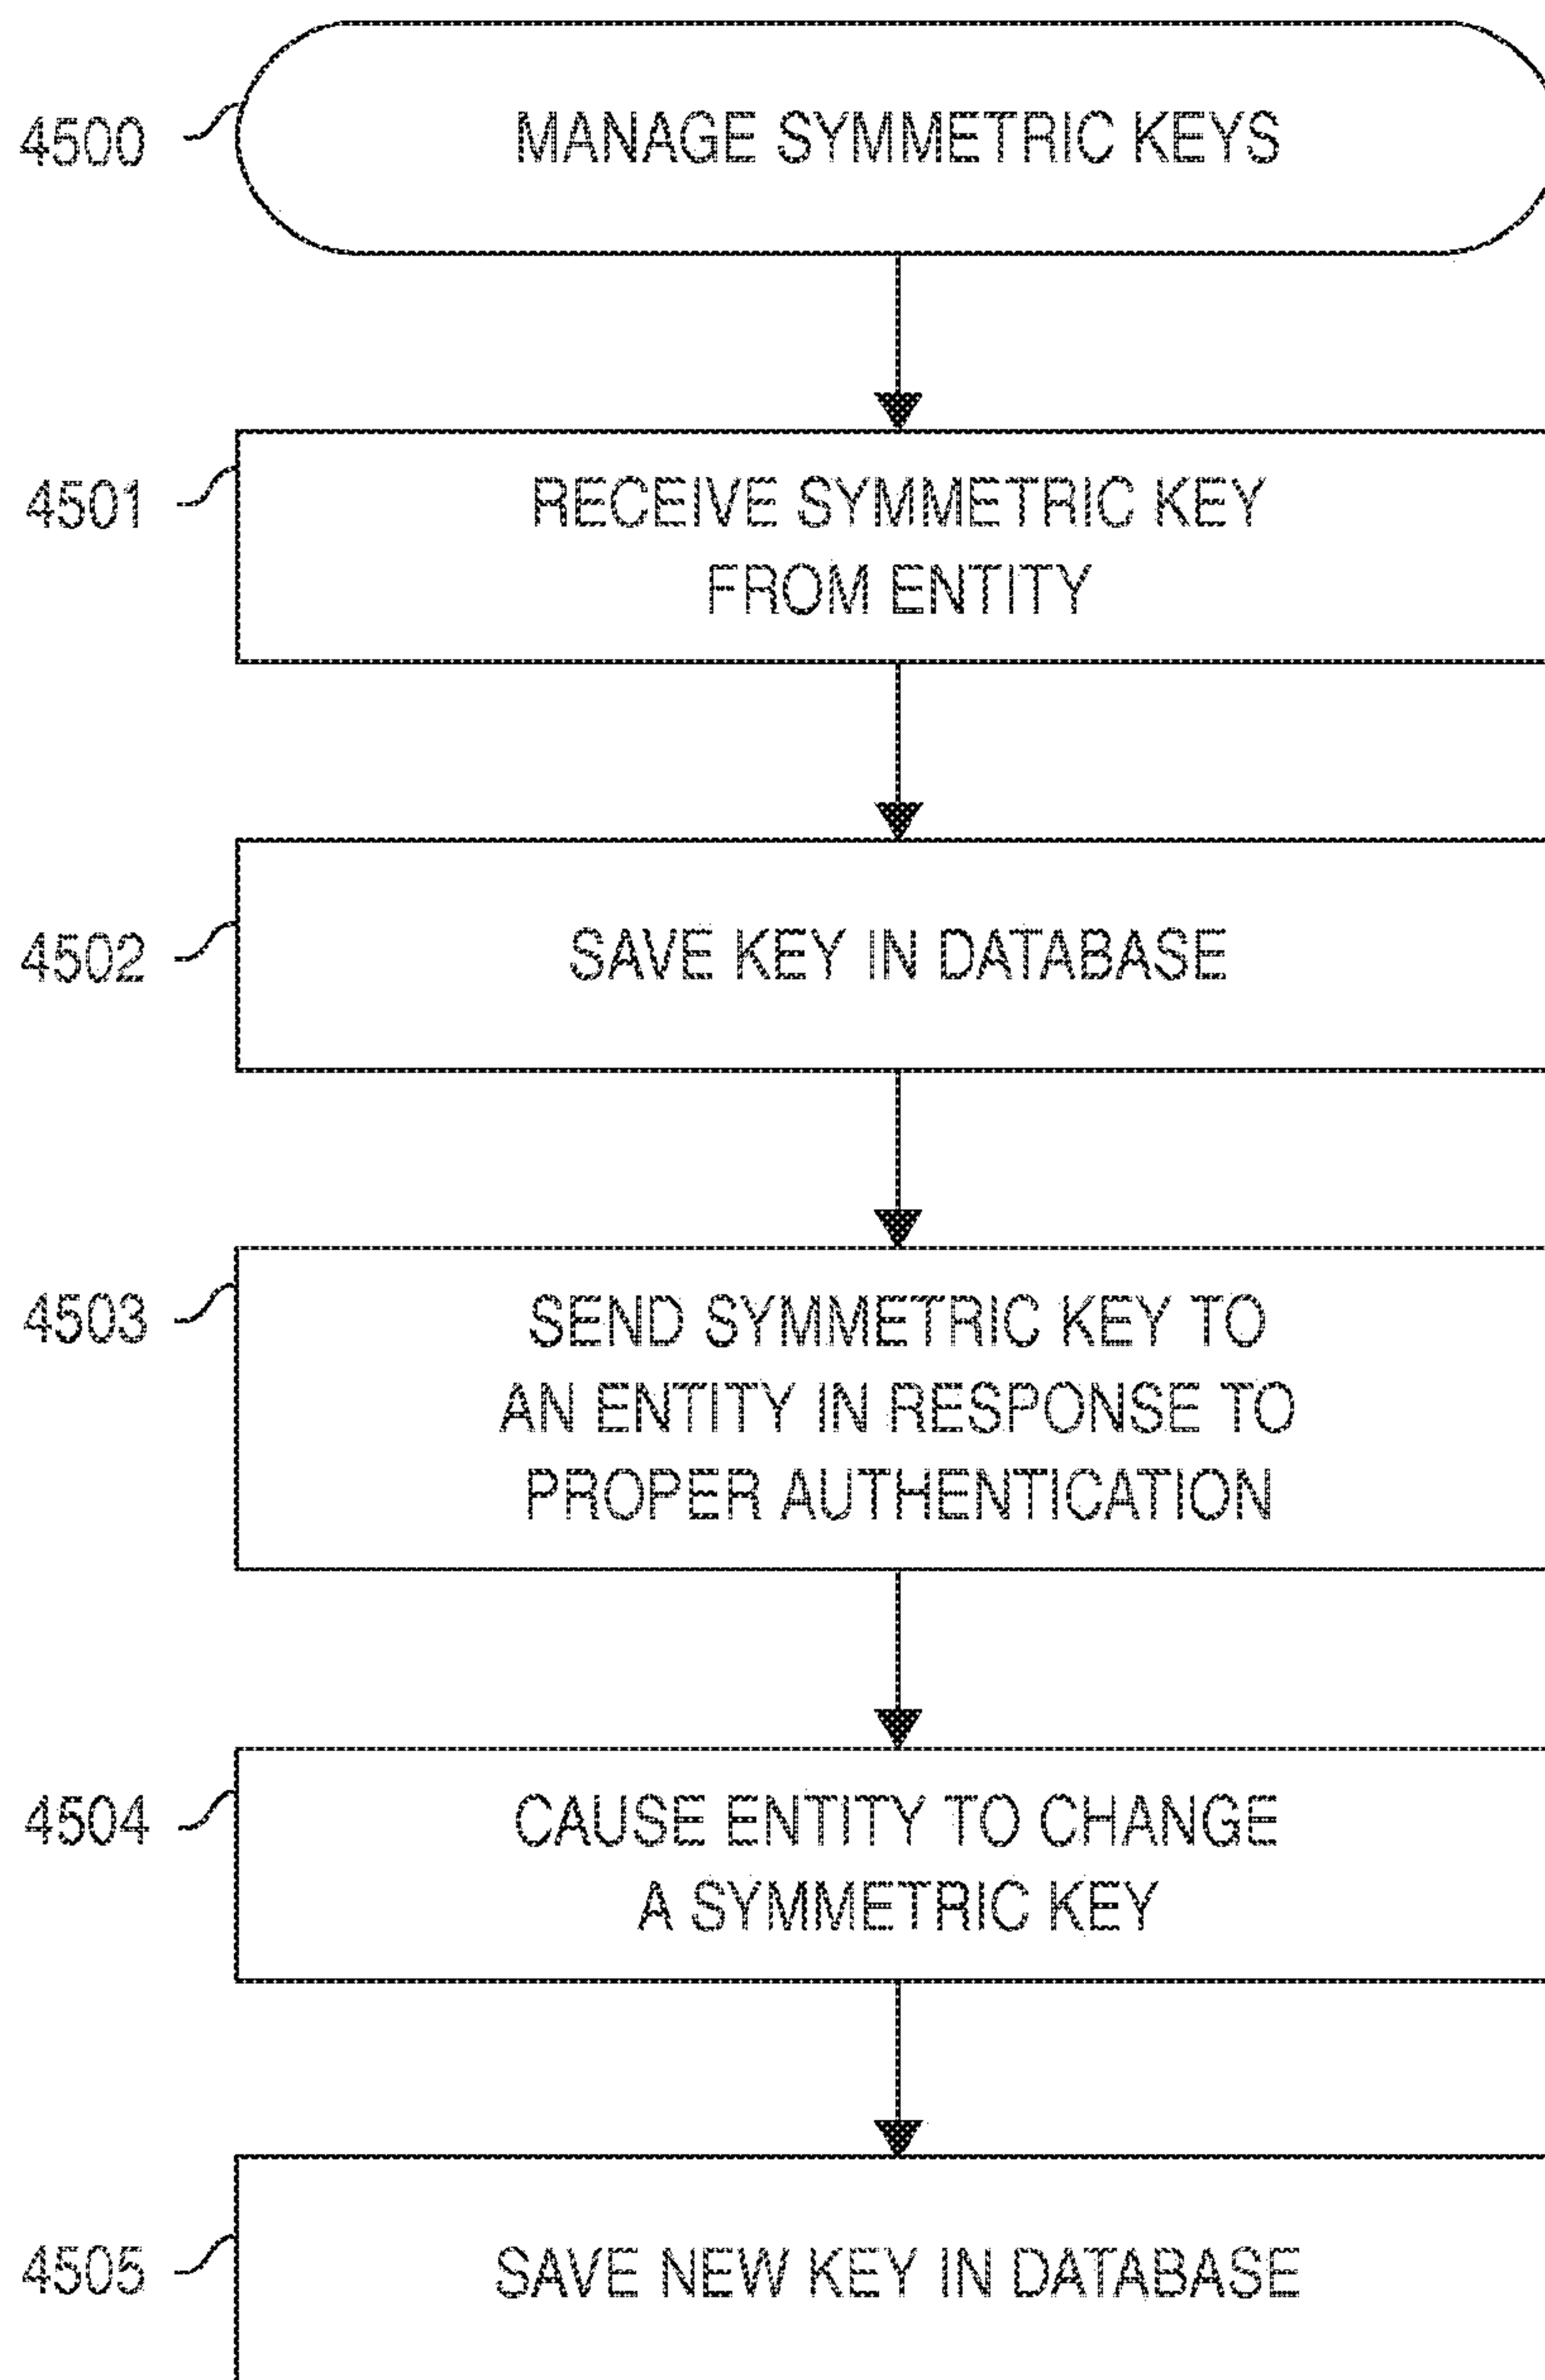 4500
MANAGE SYMMETRIC KEYS
4501
RECEIVE SYMMETRIC KEY
FROM ENTITY
4502
SAVE KEY IN DATABASE
4503
SEND SYMMETRIC KEY TO
AN ENTITY IN RESPONSE TO
PROPER AUTHENTICATION
4504
CAUSE ENTITY TO CHANGE
A SYMMETRIC KEY
4505
SAVE NEW KEY IN DATABASE